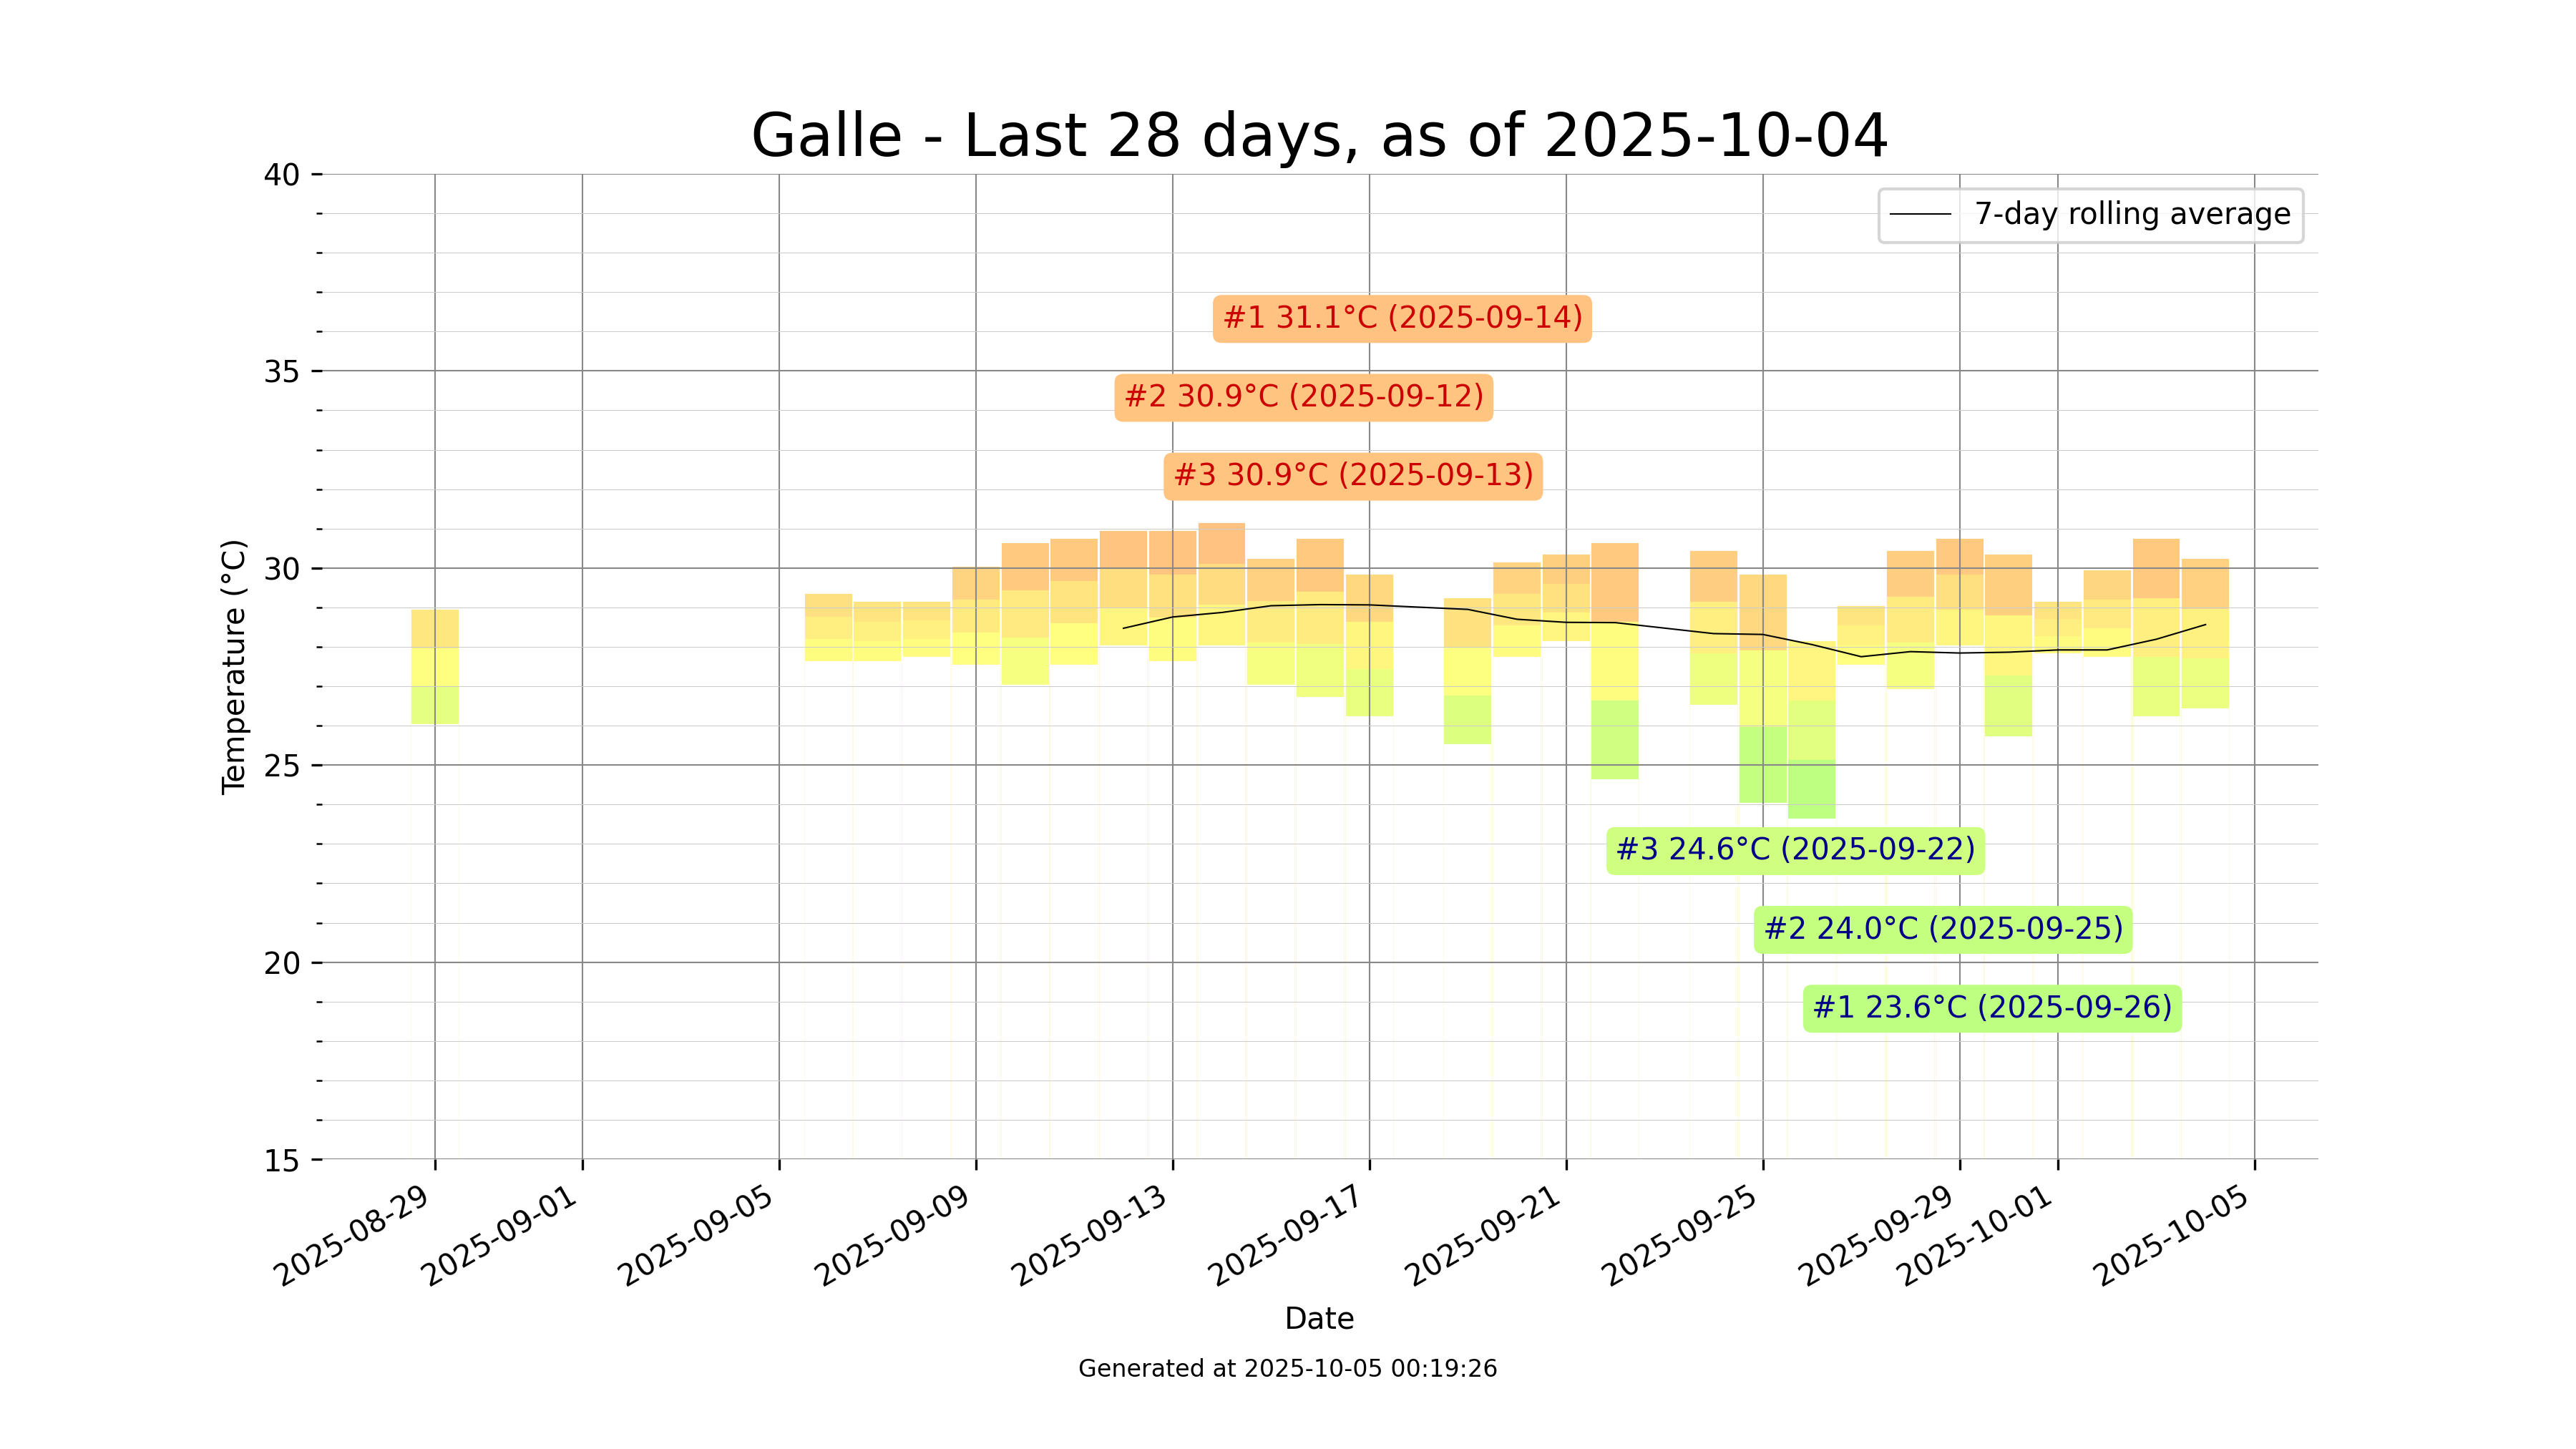 Galle - Last 28 days, as of 2025-10-04
40
35
30
25
20
15
Temperature (°C)
7-day rolling average
#1 31.1°C (2025-09-14)
#2 30.9°C (2025-09-12)
#3 30.9°C (2025-09-13)
#3 24.6°C (2025-09-22)
#2 24.0°C (2025-09-25)
#1 23.6°C (2025-09-26)
2025-08-29
2025-09-01
2025-09-05
2025-09-09
2025-09-13
2025-09-17
2025-09-21
2025-09-25
2025-09-29
2025-10-01
2025-10-05
Date
Generated at 2025-10-05 00:19:26